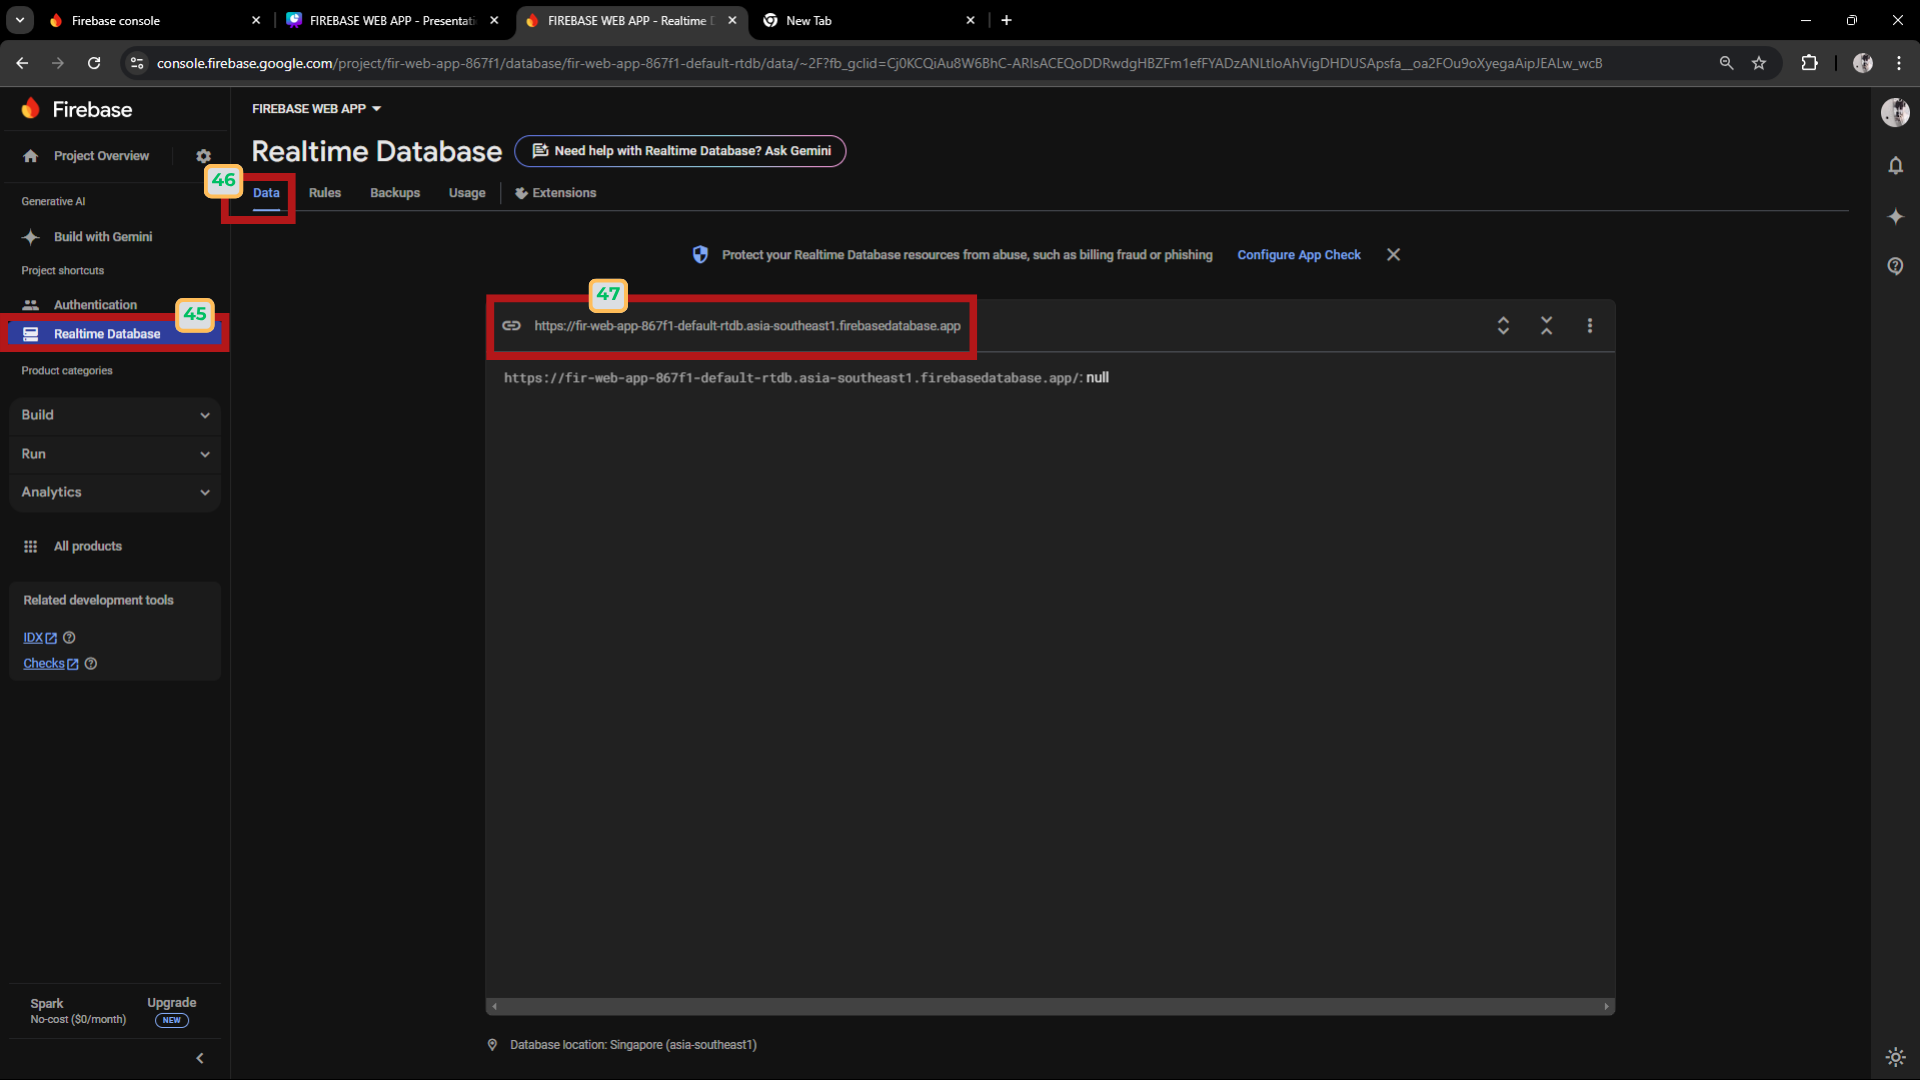 Firebase console
FIREBASE WEB APP - Presentati
FIREBASE WEB APP - Realtime D
New Tab
console.firebase.google.com/project/fir-web-app-867f1/database/fir-web-app-867f1-default-rtdb/data/~2F?fb_gclid=Cj0KCQiAu8W6BhC-ARIsACEQoDDRwdgHBZFm1efFYADzANLtIoAhVigDHDUSApsfa__oa2FOu9oXyegaAipJEALw_wcB
Firebase
FIREBASE WEB APP
Project Overview
Realtime Database
Need help with Realtime Database? Ask Gemini
46
Data
Rules
Backups
Usage
Extensions
Generative AI
Build with Gemini
Project shortcuts
Authentication
45
Realtime Database
Product categories
Build
Run
Analytics
All products
Related development tools
IDX
Checks
Spark
No-cost ($0/month)
Upgrade
NEW
Protect your Realtime Database resources from abuse, such as billing fraud or phishing
Configure App Check
47
https://fir-web-app-867f1-default-rtdb.asia-southeast1.firebasedatabase.app
https://fir-web-app-867f1-default-rtdb.asia-southeast1.firebasedatabase.app/: null
Database location: Singapore (asia-southeast1)